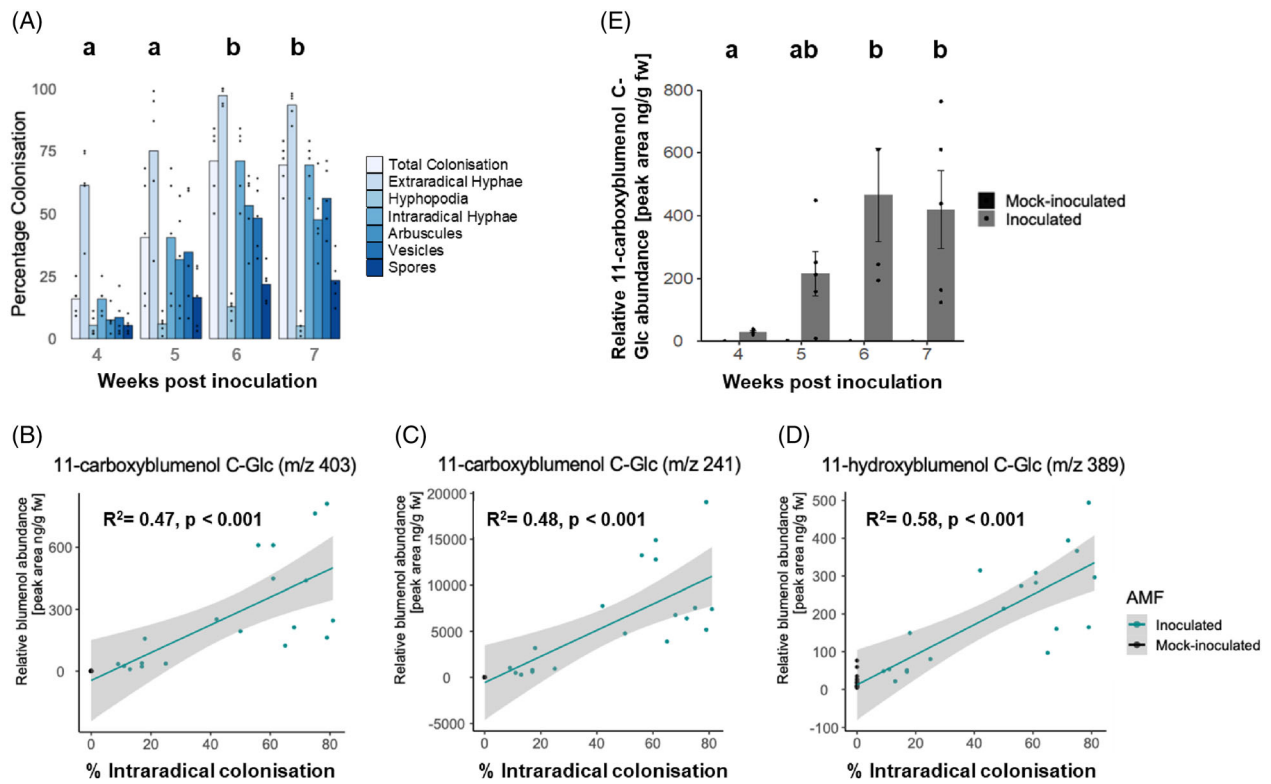 (A)
a a b b
Percentage Colonisation
100
75
50
25
0
4 5 6 7
Weeks post inoculation
Total Colonisation
Extraradical Hyphae
Hyphopodia
Intraradical Hyphae
Arbuscules
Vesicles
Spores
(E)
a ab b b
Relative 11-carboxyblumenol C-
Glc abundance [peak area ng/g fw]
800
600
400
200
0
4 5 6 7
Weeks post inoculation
Mock-inoculated
Inoculated
(B)
11-carboxyblumenol C-Glc (m/z 403)
R²= 0.47, p < 0.001
Relative blumenol abundance
[peak area ng/g fw]
600
300
0
0 20 40 60 80
% Intraradical colonisation
(C)
11-carboxyblumenol C-Glc (m/z 241)
R²= 0.48, p < 0.001
Relative blumenol abundance
[peak area ng/g fw]
20000
15000
10000
5000
0
-5000
0 20 40 60 80
% Intraradical colonisation
(D)
11-hydroxyblumenol C-Glc (m/z 389)
R²= 0.58, p < 0.001
Relative blumenol abundance
[peak area ng/g fw]
500
400
300
200
100
0
-100
0 20 40 60 80
% Intraradical colonisation
AMF
Inoculated
Mock-inoculated